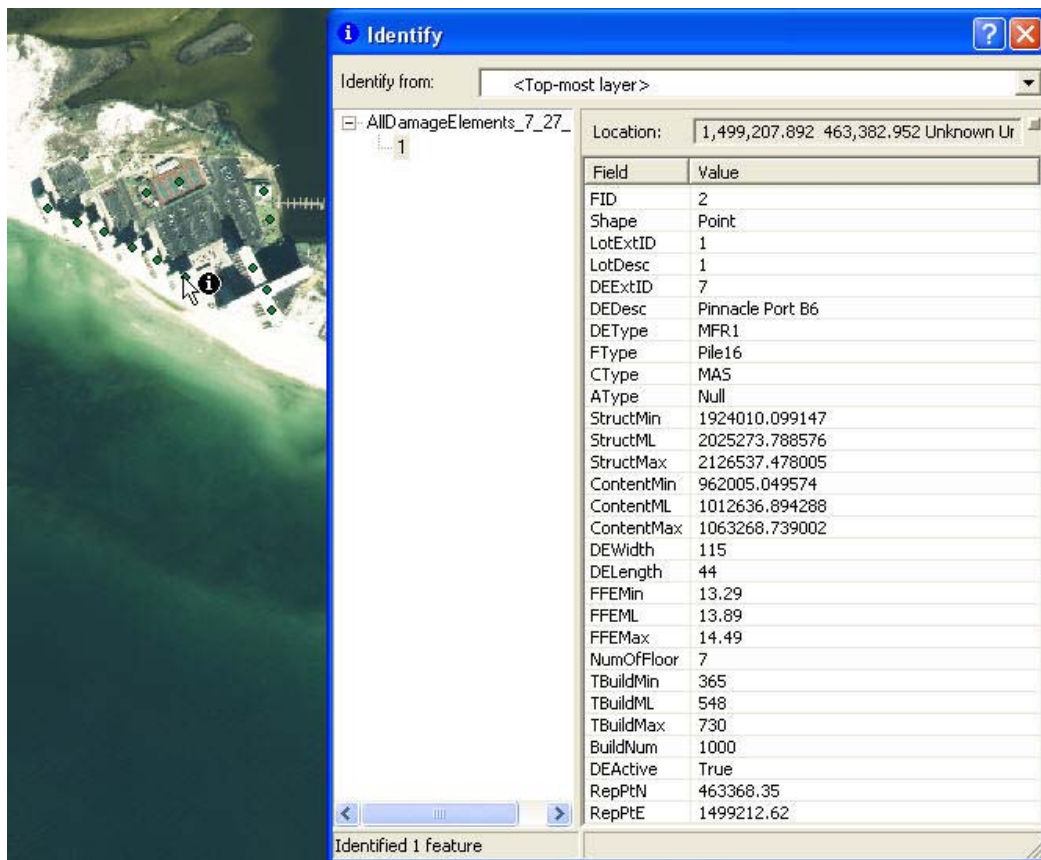 Identify
Identify from: <Top-most layer>
AllDamageElements_7_27_
1
Location: 1,499,207.892 463,382.952 Unknown Ur
Field Value
FID 2
Shape Point
LotExtID 1
LotDesc 1
DEExtID 7
DEDesc Pinnacle Port B6
DEType MFR1
FType Pile16
CType MAS
AType Null
StructMin 1924010.099147
StructML 2025273.788576
StructMax 2126537.478005
ContentMin 962005.049574
ContentML 1012636.894288
ContentMax 1063268.739002
DEWidth 115
DELength 44
FFEMin 13.29
FFEML 13.89
FFEMax 14.49
NumOfFloor 7
TBuildMin 365
TBuildML 548
TBuildMax 730
BuildNum 1000
DEActive True
RepPtN 463368.35
RepPtE 1499212.62
Identified 1 feature